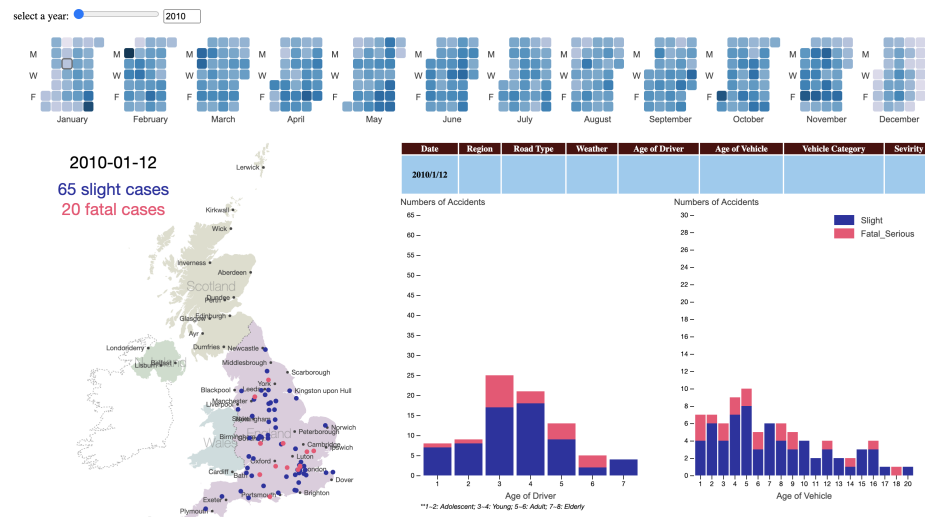 select a year: 2010
M M M M M M M M M M M M
W W W W W W W W W W W W
F F F F F F F F F F F F
January February March April May June July August September October November December
2010-01-12
65 slight cases
20 fatal cases
Date Region Road Type Weather Age of Driver Age of Vehicle Vehicle Category Sevirity
2010/1/12
Lerwick
Kirkwall
Wick
Inverness
Aberdeen
Scotland
Dundee
Perth
Edinburgh
Glasgow
Ayr
Dumfries
Newcastle
Londonderry
Belfast
Lisburn
Middlesbrough
Scarborough
York
Blackpool
Leeds
Kingston upon Hull
Manchester
Liverpool
Norwich
Birmingham
England
Wales
Peterborough
Cambridge
Ipswich
Luton
Oxford
Cardiff
London
Bath
Dover
Portsmouth
Brighton
Exeter
Plymouth
Numbers of Accidents
65
60
55
50
45
40
35
30
25
20
15
10
5
0
1 2 3 4 5 6 7
Age of Driver
**1–2: Adolescent; 3–4: Young; 5–6: Adult; 7–8: Elderly
Numbers of Accidents
30
28
26
24
22
20
18
16
14
12
10
8
6
4
2
0
1 2 3 4 5 6 7 8 9 10 11 12 13 14 15 16 17 18 20
Age of Vehicle
Slight
Fatal_Serious